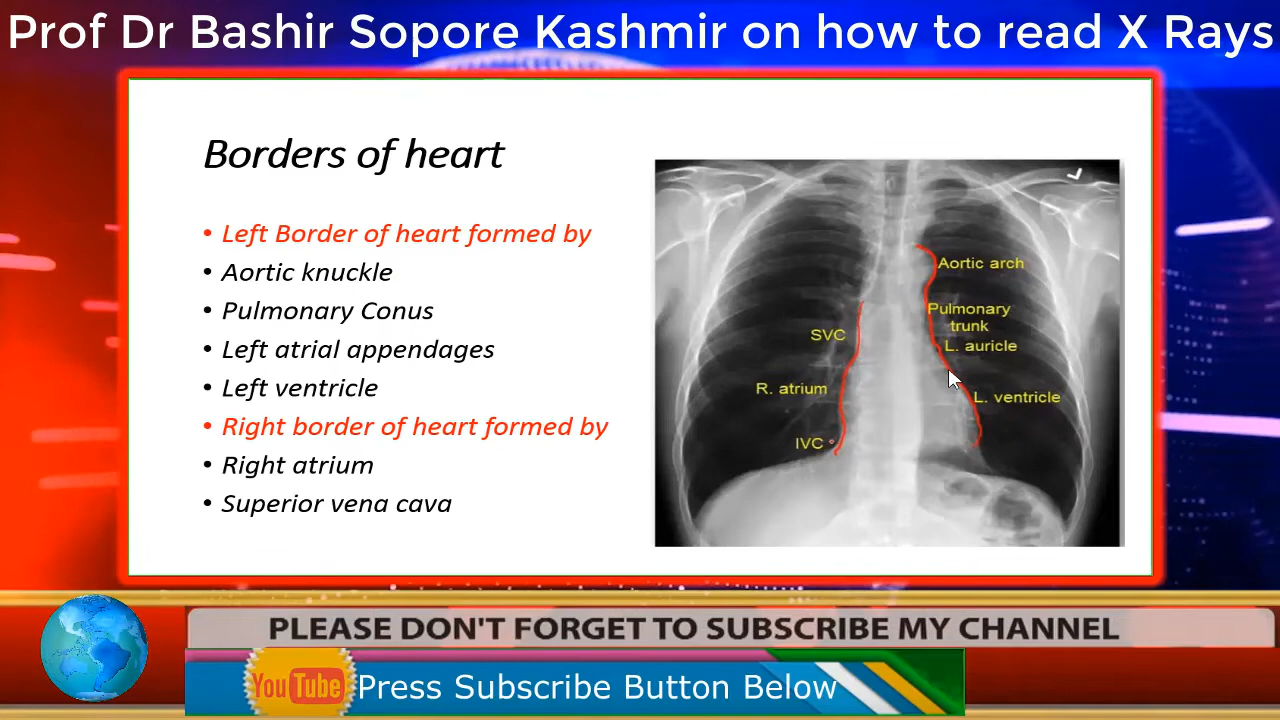 Prof Dr Bashir Sopore Kashmir on how to read X Rays
Borders of heart
• Left Border of heart formed by
• Aortic knuckle
• Pulmonary Conus
• Left atrial appendages
• Left ventricle
• Right border of heart formed by
• Right atrium
• Superior vena cava
Aortic arch
Pulmonary
trunk
L. auricle
L. ventricle
SVC
R. atrium
IVC
PLEASE DON'T FORGET TO SUBSCRIBE MY CHANNEL
YouTube Press Subscribe Button Below